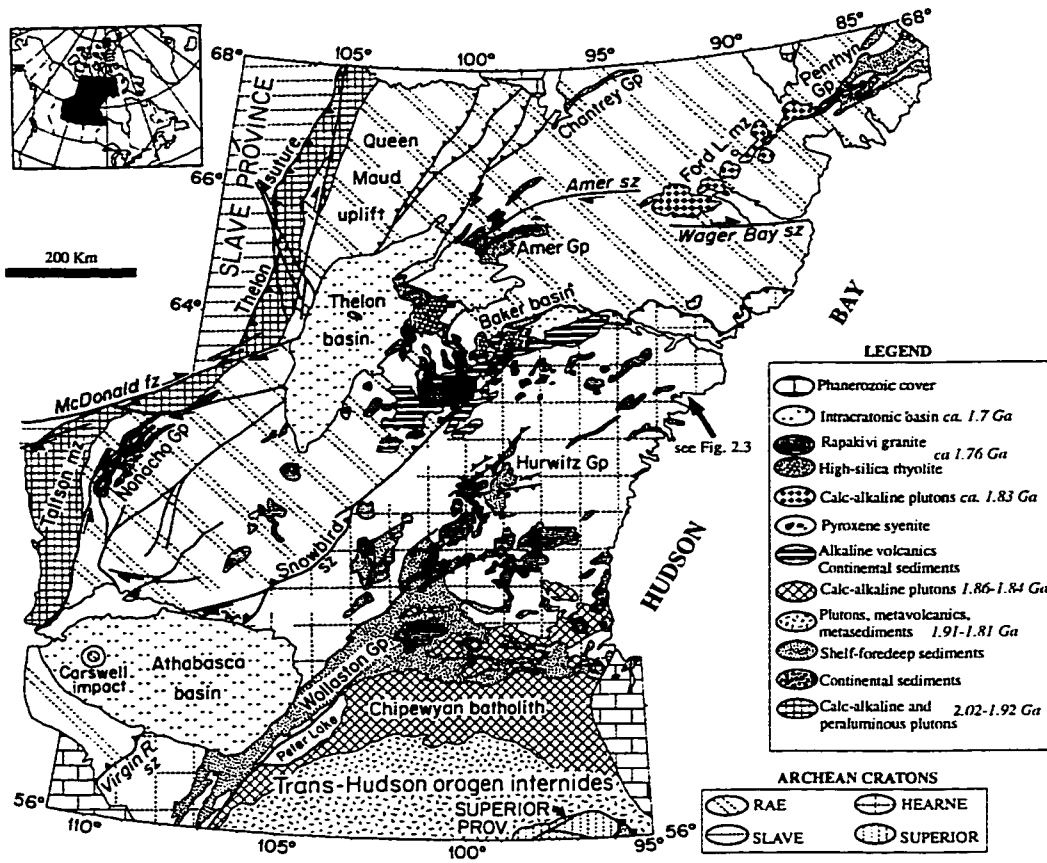 105°
100°
95°
90°
85°
68°
68°
66°
64°
SLAVE PROVINCE
Thelon
suture
Queen
Maud
uplift
Chantrey Gp
Penrhyn
Gp
Ford L. mz
Amer sz
Wager Bay sz
Amer Gp
200 Km
Thelon
basin
Baker basin
BAY
McDonald fz
Taltson mz
Nonacho Gp
see Fig. 2.3
Hurwitz Gp
Snowbird
sz
HUDSON
Carswell
impact
Athabasca
basin
Wollaston Gp
Peter Lake
Chipewyan batholith
Virgin R.
sz
Trans-Hudson orogen internides
SUPERIOR
PROV.
56°
110°
105°
100°
95°
56°
LEGEND
Phanerozoic cover
Intracratonic basin ca. 1.7 Ga
Rapakivi granite
ca 1.76 Ga
High-silica rhyolite
Calc-alkaline plutons ca. 1.83 Ga
Pyroxene syenite
Alkaline volcanics
Continental sediments
Calc-alkaline plutons 1.86-1.84 Ga
Plutons, metavolcanics,
metasediments 1.91-1.81 Ga
Shelf-foredeep sediments
Continental sediments
Calc-alkaline and
peraluminous plutons 2.02-1.92 Ga
ARCHEAN CRATONS
RAE
HEARNE
SLAVE
SUPERIOR